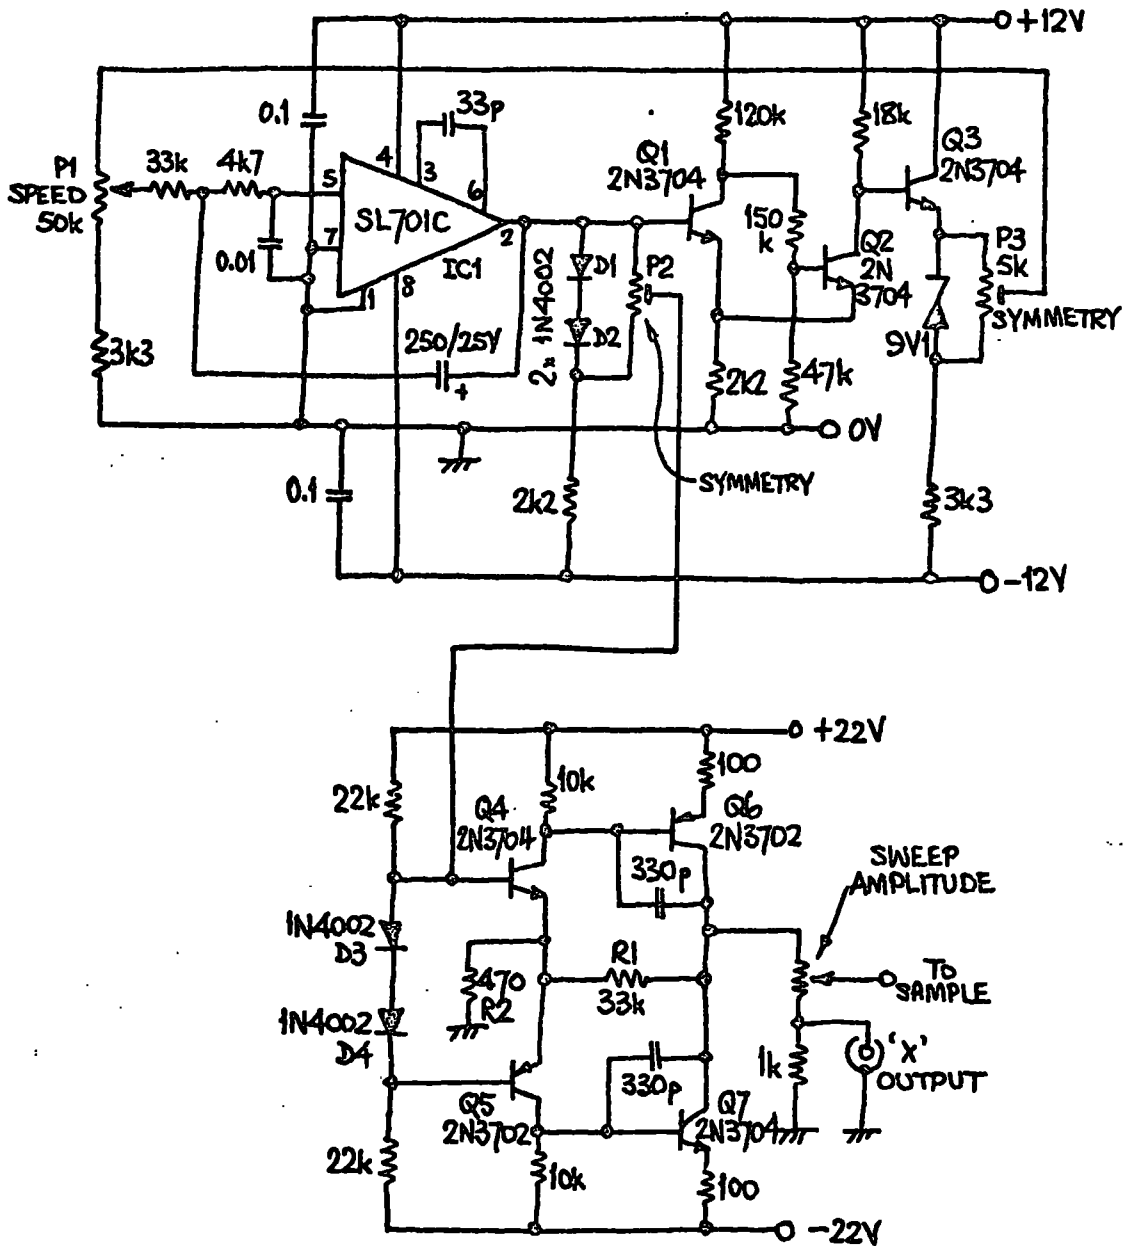 +12V
0.1
33p
120k
18k
P1
SPEED
50k
33k
4k7
5
4
3
6
7
2
1
8
SL701C
IC1
Q1
2N3704
150
k
Q2
2N
3704
Q3
2N3704
P3
5k
SYMMETRY
0.01
D1
D2
2 x 1N4002
P2
9V1
3k3
250/25V
+
2k2
47k
0V
0.1
2k2
SYMMETRY
3k3
-12V
+22V
22k
10k
100
Q4
2N3704
Q6
2N3702
330p
SWEEP
AMPLITUDE
1N4002
D3
470
R2
R1
33k
TO
SAMPLE
1N4002
D4
330p
1k
'X'
OUTPUT
Q5
2N3702
Q7
2N3704
22k
10k
100
-22V